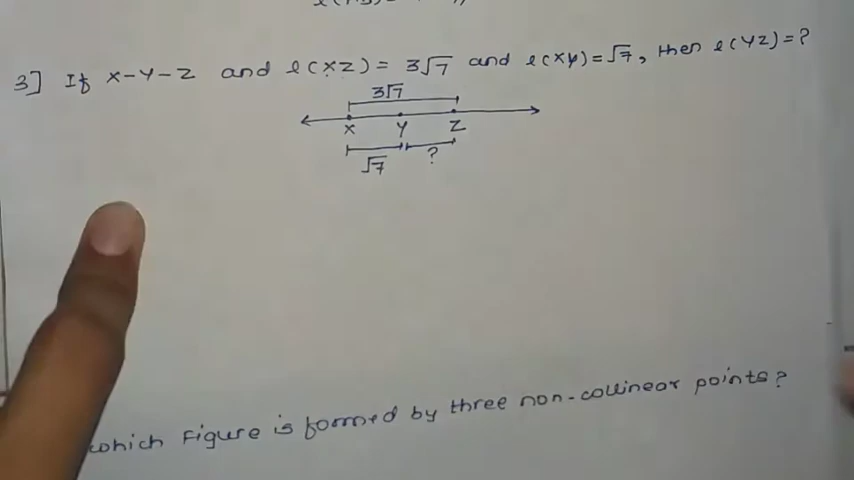 3] If X-Y-Z and l(XZ) = 3√7 and l(XY) = √7, then l(YZ) = ?
3√7
X Y Z
√7 ?
which Figure is formed by three non-collinear points?